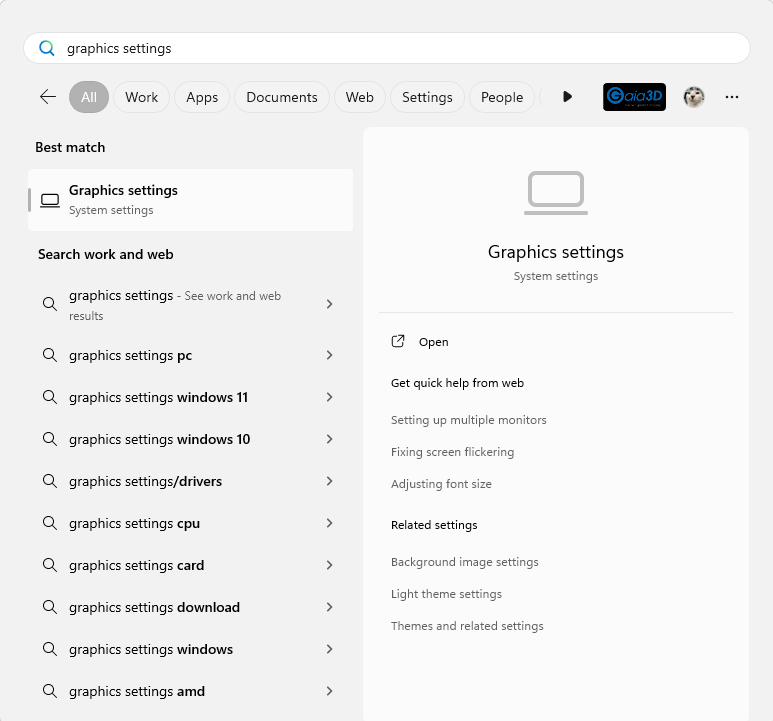 graphics settings
All
Work
Apps
Documents
Web
Settings
People
Gaia3D
Best match
Graphics settings
System settings
Search work and web
graphics settings - See work and web
results
graphics settings pc
graphics settings windows 11
graphics settings windows 10
graphics settings/drivers
graphics settings cpu
graphics settings card
graphics settings download
graphics settings windows
graphics settings amd
Graphics settings
System settings
Open
Get quick help from web
Setting up multiple monitors
Fixing screen flickering
Adjusting font size
Related settings
Background image settings
Light theme settings
Themes and related settings